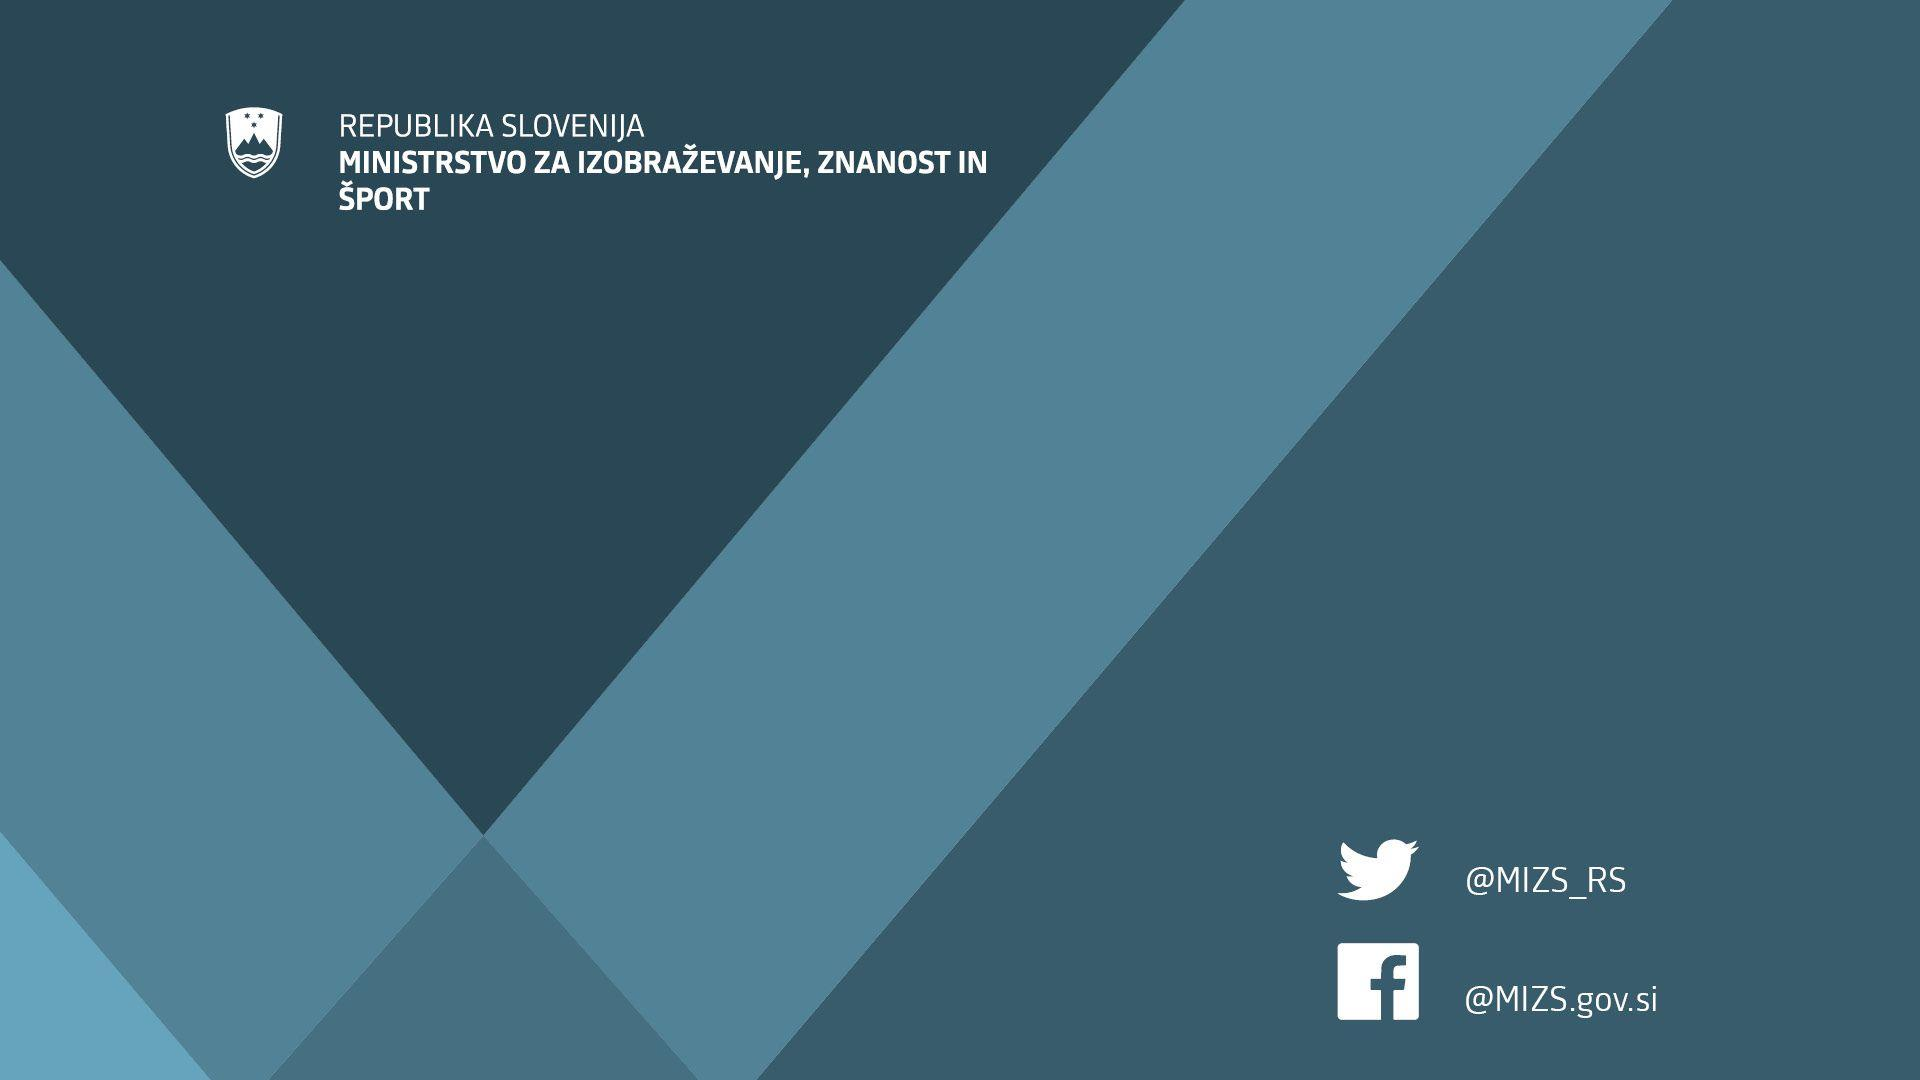 REPUBLIKA SLOVENIJA
MINISTRSTVO ZA IZOBRAŽEVANJE, ZNANOST IN
ŠPORT
@MIZS_RS
@MIZS.gov.si